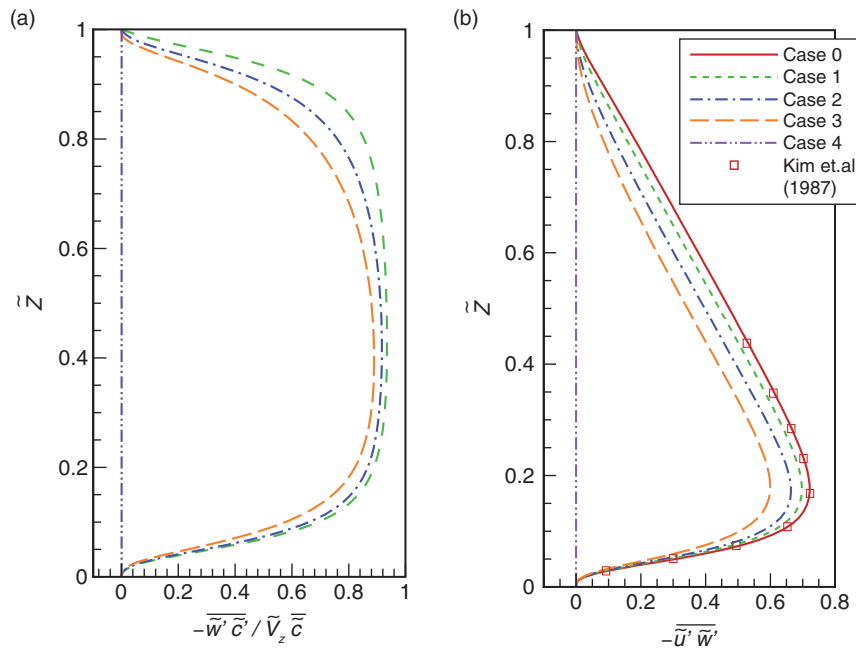 (a)
1
0.8
0.6
0.4
0.2
0
z̃
0 0.2 0.4 0.6 0.8 1
−w̃' c̃' / Ṽz c̃
(b)
1
0.8
0.6
0.4
0.2
0
z̃
0 0.2 0.4 0.6 0.8
−ũ' w̃'
Case 0
Case 1
Case 2
Case 3
Case 4
Kim et.al
(1987)